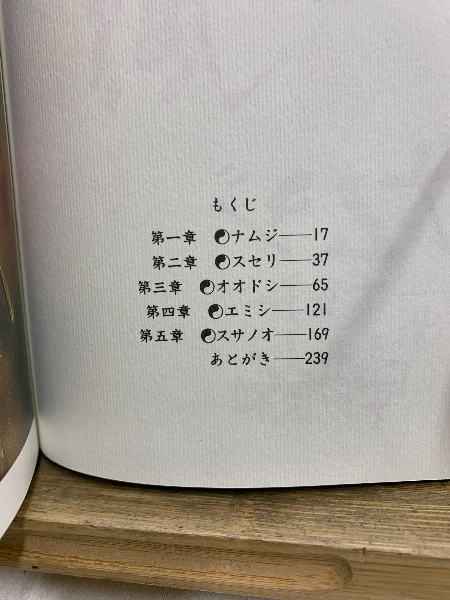 もくじ
第一章 ☯ナムジ——17
第二章 ☯スセリ——37
第三章 ☯オオドシ——65
第四章 ☯エミシ——121
第五章 ☯スサノオ——169
あとがき——239